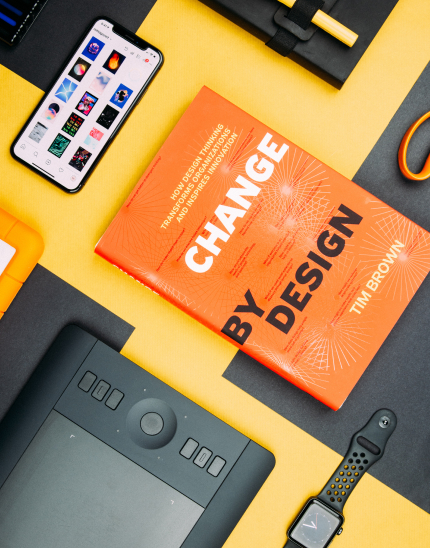 HOW DESIGN THINKING
TRANSFORMS ORGANIZATIONS
AND INSPIRES INNOVATION
CHANGE
BY
DESIGN
TIM BROWN